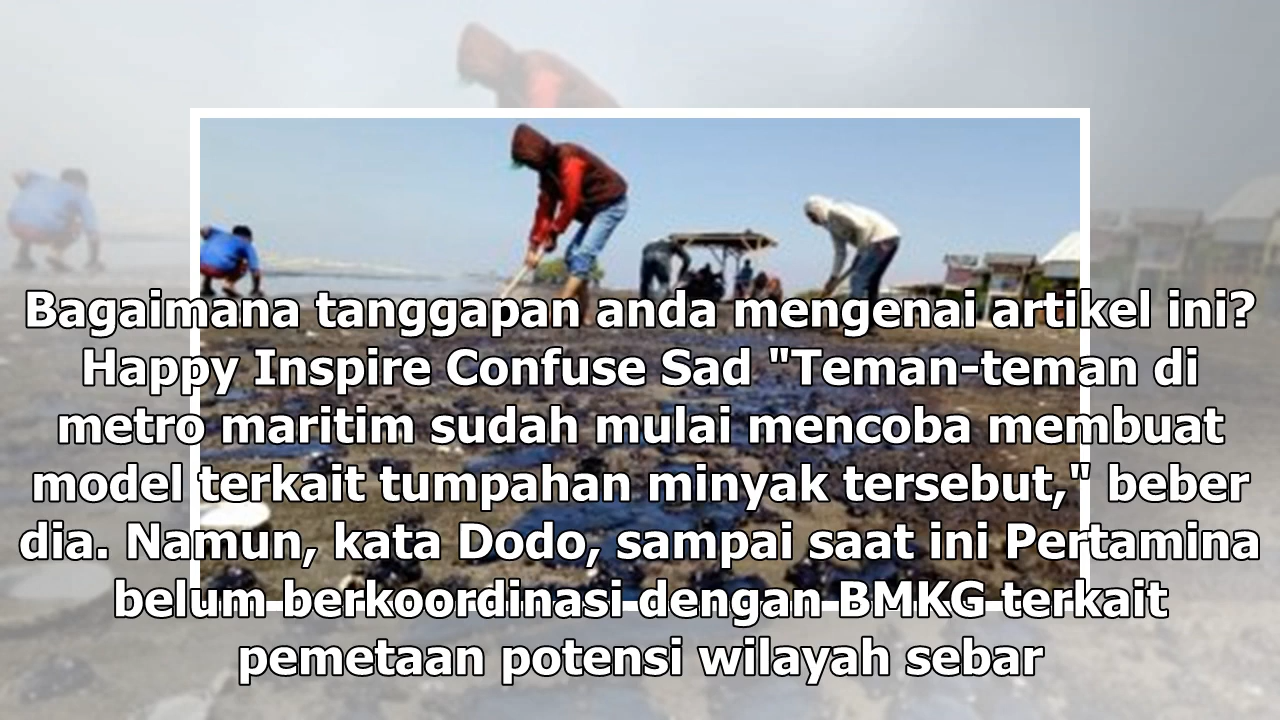 Bagaimana tanggapan anda mengenai artikel ini?
Happy Inspire Confuse Sad "Teman-teman di
metro maritim sudah mulai mencoba membuat
model terkait tumpahan minyak tersebut," beber
dia. Namun, kata Dodo, sampai saat ini Pertamina
belum berkoordinasi dengan BMKG terkait
pemetaan potensi wilayah sebar